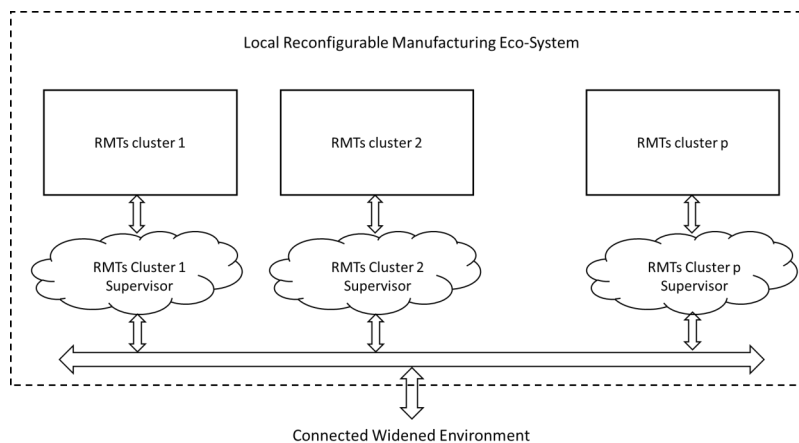 Local Reconfigurable Manufacturing Eco-System
RMTs cluster 1
RMTs cluster 2
RMTs cluster p
RMTs Cluster 1
Supervisor
RMTs Cluster 2
Supervisor
RMTs Cluster p
Supervisor
Connected Widened Environment